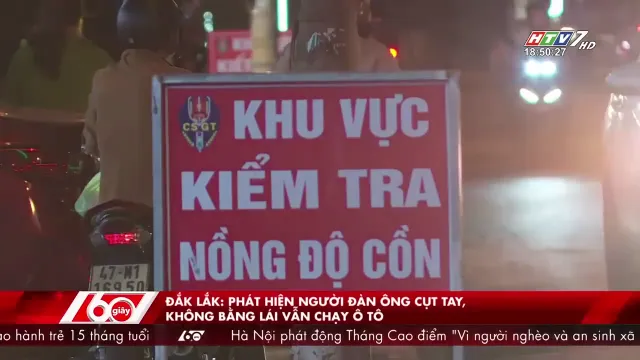 HTV7 HD
18:50:27
CSGT
KHU VỰC
KIỂM TRA
NỒNG ĐỘ CỒN
47-M1
60 giây
ĐẮK LẮK: PHÁT HIỆN NGƯỜI ĐÀN ÔNG CỤT TAY,
KHÔNG BẰNG LÁI VẪN CHẠY Ô TÔ
ao hành trẻ 15 tháng tuổi 60 giây Hà Nội phát động Tháng Cao điểm "Vì người nghèo và an sinh xã